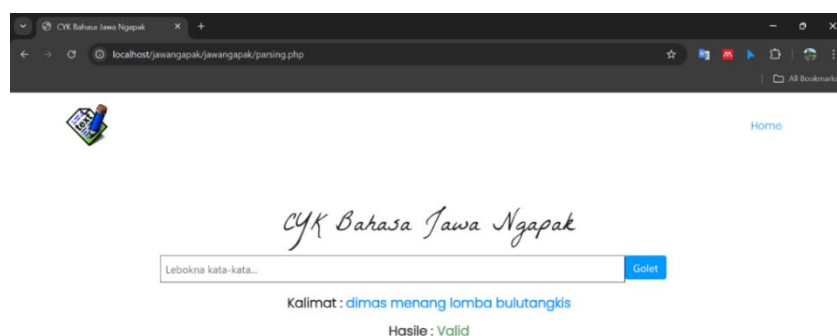 CYK Bahasa Jawa Ngapak
localhost/jawangapak/jawangapak/parsing.php
All Bookmarks
text
Home
CYK Bahasa Jawa Ngapak
Lebokna kata-kata...
Golet
Kalimat : dimas menang lomba bulutangkis
Hasile : Valid